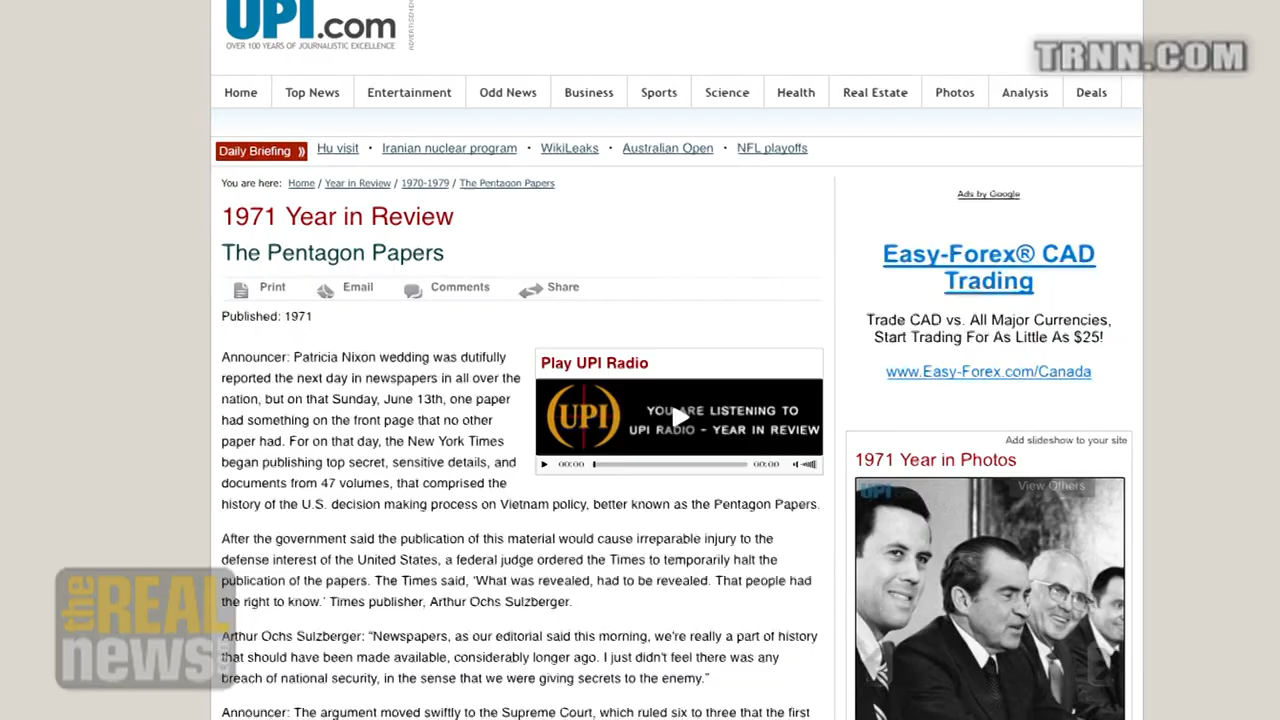 UPI.com
OVER 100 YEARS OF JOURNALISTIC EXCELLENCE
ADVERTISEMENT
TRNN.COM
Home
Top News
Entertainment
Odd News
Business
Sports
Science
Health
Real Estate
Photos
Analysis
Deals
Daily Briefing » Hu visit • Iranian nuclear program • WikiLeaks • Australian Open • NFL playoffs
You are here: Home / Year in Review / 1970-1979 / The Pentagon Papers
1971 Year in Review
The Pentagon Papers
Print
Email
Comments
Share
Published: 1971
Announcer: Patricia Nixon wedding was dutifully
reported the next day in newspapers in all over the
nation, but on that Sunday, June 13th, one paper
had something on the front page that no other
paper had. For on that day, the New York Times
began publishing top secret, sensitive details, and
documents from 47 volumes, that comprised the
history of the U.S. decision making process on Vietnam policy, better known as the Pentagon Papers.
Play UPI Radio
UPI
YOU ARE LISTENING TO
UPI RADIO - YEAR IN REVIEW
00:00
00:00
After the government said the publication of this material would cause irreparable injury to the
defense interest of the United States, a federal judge ordered the Times to temporarily halt the
publication of the papers. The Times said, ‘What was revealed, had to be revealed. That people had
the right to know.’ Times publisher, Arthur Ochs Sulzberger.
Arthur Ochs Sulzberger: “Newspapers, as our editorial said this morning, we're really a part of history
that should have been made available, considerably longer ago. I just didn't feel there was any
breach of national security, in the sense that we were giving secrets to the enemy.”
Announcer: The argument moved swiftly to the Supreme Court, which ruled six to three that the first
Ads by Google
Easy-Forex® CAD
Trading
Trade CAD vs. All Major Currencies,
Start Trading For As Little As $25!
www.Easy-Forex.com/Canada
Add slideshow to your site
1971 Year in Photos
UPI
View Others
the REAL
news